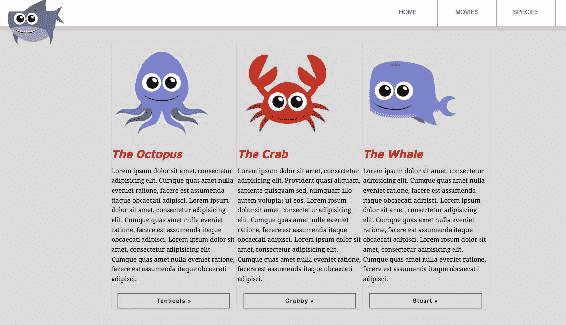 HOME MOVIES SPECIES
The Octopus
Lorem ipsum dolor sit amet, consectetur
adipisicing elit. Cumque quas amet nulla
eveniet ratione, facere est assumenda
itaque obcaecati adipisci. Lorem ipsum
dolor sit amet, consectetur adipisicing
elit. Cumque quas amet nulla eveniet
ratione, facere est assumenda itaque
obcaecati adipisci. Lorem ipsum dolor sit
amet, consectetur adipisicing elit.
Cumque quas amet nulla eveniet ratione,
facere est assumenda itaque obcaecati
adipisci.
Tenticals »
The Crab
Lorem ipsum dolor sit amet, consectetur
adipisicing elit. Provident quasi aliquam,
sapiente quisquam sed, numquam illo
autem voluptas ut eos. Lorem ipsum
dolor sit amet, consectetur adipisicing
elit. Cumque quas amet nulla eveniet
ratione, facere est assumenda itaque
obcaecati adipisci. Lorem ipsum dolor sit
amet, consectetur adipisicing elit.
Cumque quas amet nulla eveniet ratione,
facere est assumenda itaque obcaecati
adipisci.
Crabby »
The Whale
Lorem ipsum dolor sit amet, consectetur
adipisicing elit. Cumque quas amet nulla
eveniet ratione, facere est assumenda
itaque obcaecati adipisci. Lorem ipsum
dolor sit amet, consectetur adipisicing
elit. Cumque quas amet nulla eveniet
ratione, facere est assumenda itaque
obcaecati adipisci. Lorem ipsum dolor sit
amet, consectetur adipisicing elit.
Cumque quas amet nulla eveniet ratione,
facere est assumenda itaque obcaecati
adipisci.
Stuart »